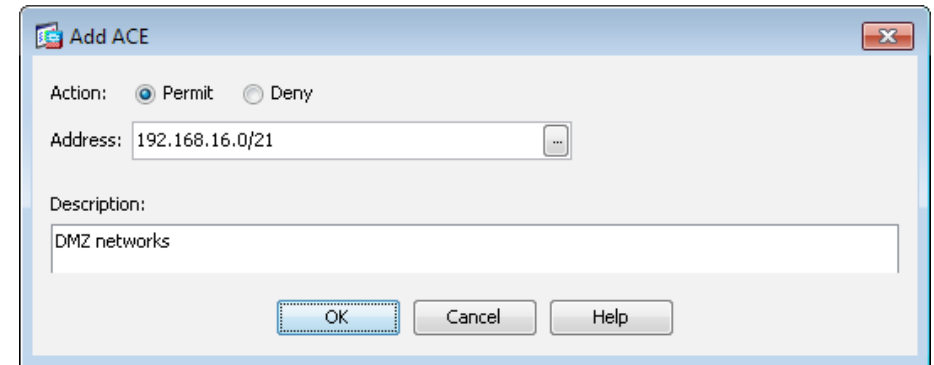 Add ACE
Action: Permit Deny
Address: 192.168.16.0/21 ...
Description:
DMZ networks
OK Cancel Help